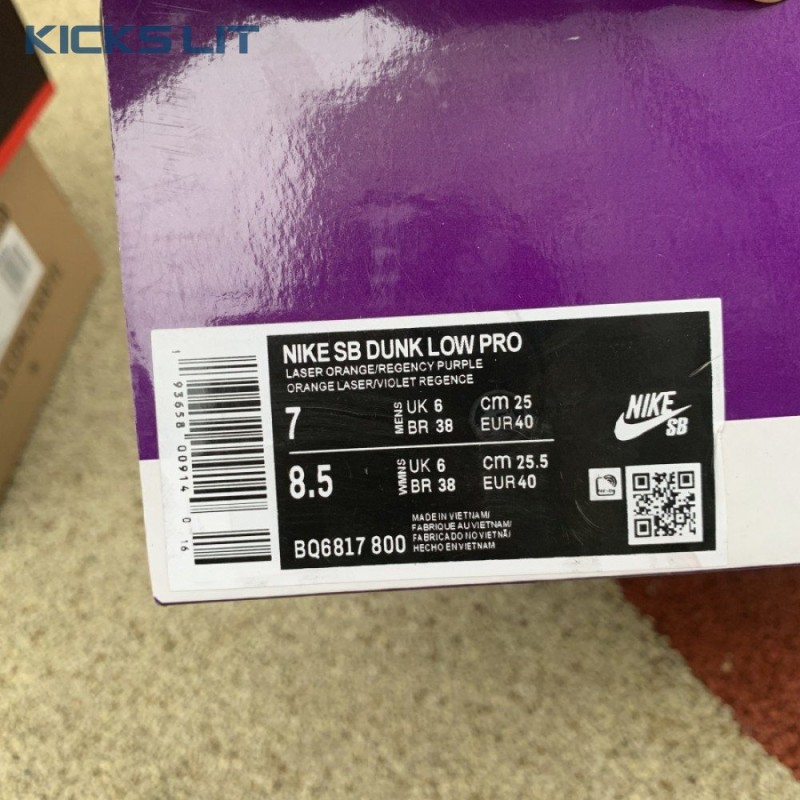 KICKS LIT
NIKE SB DUNK LOW PRO
LASER ORANGE/REGENCY PURPLE
ORANGE LASER/VIOLET REGENCE
7 MENS UK 6 cm 25
BR 38 EUR 40
8.5 WMNS UK 6 cm 25.5
BR 38 EUR 40
BQ6817 800
MADE IN VIETNAM/
FABRIQUE AU VIETNAM/
FABRICADO NO VIETNÃ/
HECHO EN VIETNAM
NIKE
SB
1 93658 00914 0 16